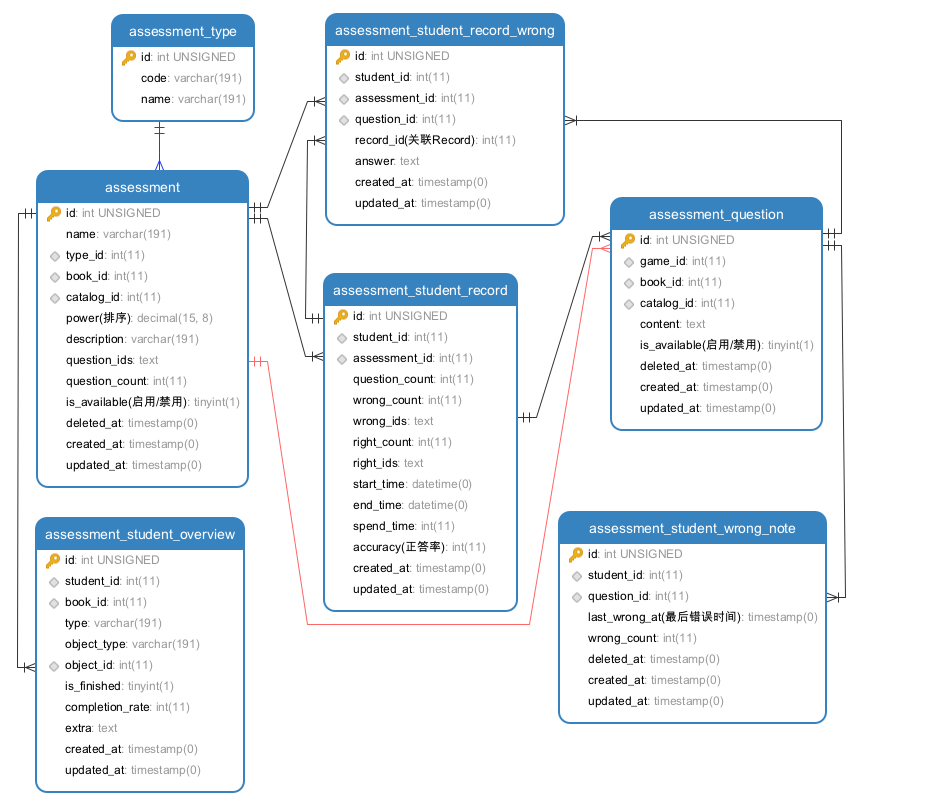 assessment_type
id: int UNSIGNED
code: varchar(191)
name: varchar(191)
assessment_student_record_wrong
id: int UNSIGNED
student_id: int(11)
assessment_id: int(11)
question_id: int(11)
record_id(关联Record): int(11)
answer: text
created_at: timestamp(0)
updated_at: timestamp(0)
assessment
id: int UNSIGNED
name: varchar(191)
type_id: int(11)
book_id: int(11)
catalog_id: int(11)
power(排序): decimal(15, 8)
description: varchar(191)
question_ids: text
question_count: int(11)
is_available(启用/禁用): tinyint(1)
deleted_at: timestamp(0)
created_at: timestamp(0)
updated_at: timestamp(0)
assessment_question
id: int UNSIGNED
game_id: int(11)
book_id: int(11)
catalog_id: int(11)
content: text
is_available(启用/禁用): tinyint(1)
deleted_at: timestamp(0)
created_at: timestamp(0)
updated_at: timestamp(0)
assessment_student_record
id: int UNSIGNED
student_id: int(11)
assessment_id: int(11)
question_count: int(11)
wrong_count: int(11)
wrong_ids: text
right_count: int(11)
right_ids: text
start_time: datetime(0)
end_time: datetime(0)
spend_time: int(11)
accuracy(正答率): int(11)
created_at: timestamp(0)
updated_at: timestamp(0)
assessment_student_overview
id: int UNSIGNED
student_id: int(11)
book_id: int(11)
type: varchar(191)
object_type: varchar(191)
object_id: int(11)
is_finished: tinyint(1)
completion_rate: int(11)
extra: text
created_at: timestamp(0)
updated_at: timestamp(0)
assessment_student_wrong_note
id: int UNSIGNED
student_id: int(11)
question_id: int(11)
last_wrong_at(最后错误时间): timestamp(0)
wrong_count: int(11)
deleted_at: timestamp(0)
created_at: timestamp(0)
updated_at: timestamp(0)